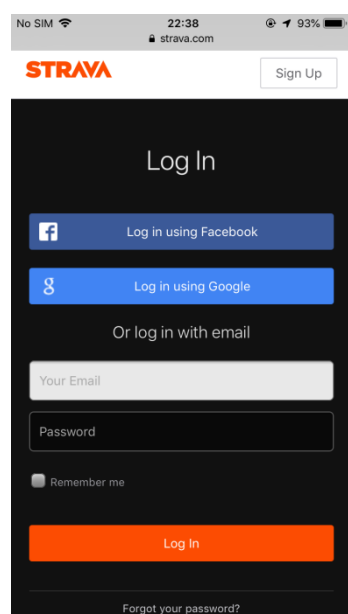 No SIM 22:38 93%
strava.com
STRAVA Sign Up
Log In
f Log in using Facebook
g Log in using Google
Or log in with email
Your Email
Password
Remember me
Log In
Forgot your password?